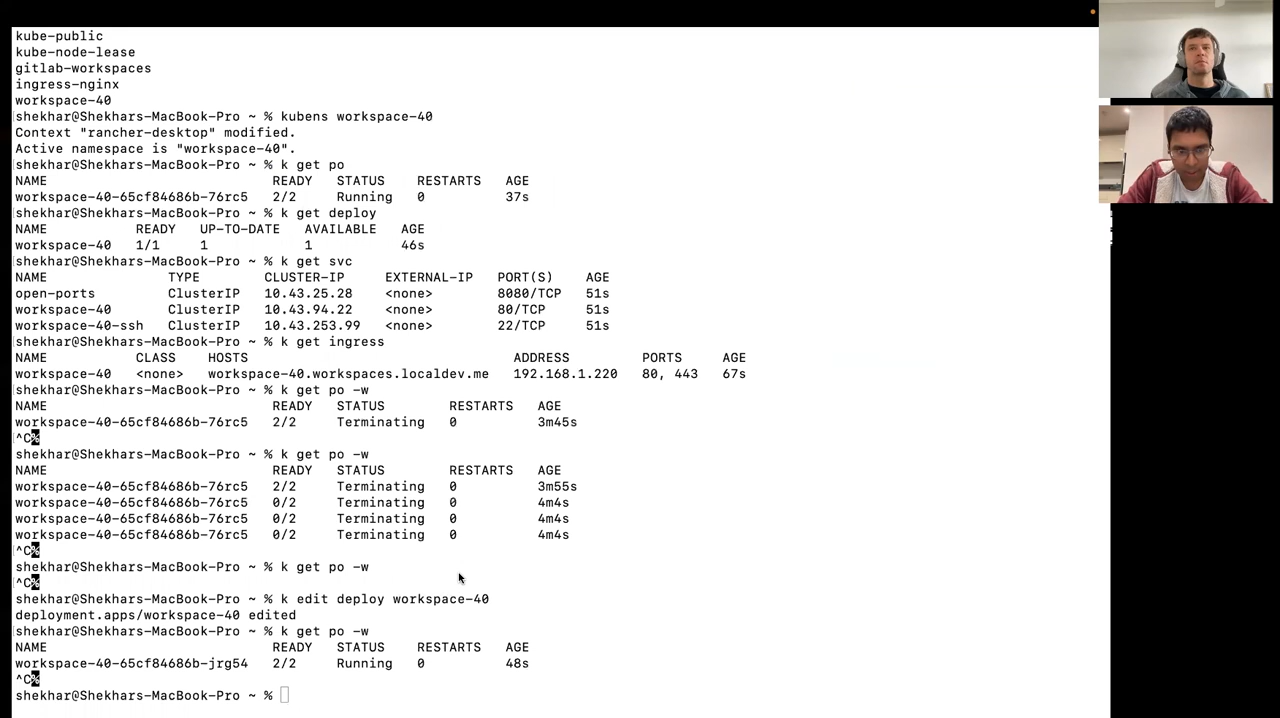 kube-public
kube-node-lease
gitlab-workspaces
ingress-nginx
workspace-40
shekhar@Shekhars-MacBook-Pro ~ % kubens workspace-40
Context "rancher-desktop" modified.
Active namespace is "workspace-40".
shekhar@Shekhars-MacBook-Pro ~ % k get po
NAME READY STATUS RESTARTS AGE
workspace-40-65cf84686b-76rc5 2/2 Running 0 37s
shekhar@Shekhars-MacBook-Pro ~ % k get deploy
NAME READY UP-TO-DATE AVAILABLE AGE
workspace-40 1/1 1 1 46s
shekhar@Shekhars-MacBook-Pro ~ % k get svc
NAME TYPE CLUSTER-IP EXTERNAL-IP PORT(S) AGE
open-ports ClusterIP 10.43.25.28 <none> 8080/TCP 51s
workspace-40 ClusterIP 10.43.94.22 <none> 80/TCP 51s
workspace-40-ssh ClusterIP 10.43.253.99 <none> 22/TCP 51s
shekhar@Shekhars-MacBook-Pro ~ % k get ingress
NAME CLASS HOSTS ADDRESS PORTS AGE
workspace-40 <none> workspace-40.workspaces.localdev.me 192.168.1.220 80, 443 67s
shekhar@Shekhars-MacBook-Pro ~ % k get po -w
NAME READY STATUS RESTARTS AGE
workspace-40-65cf84686b-76rc5 2/2 Terminating 0 3m45s
^C%
shekhar@Shekhars-MacBook-Pro ~ % k get po -w
NAME READY STATUS RESTARTS AGE
workspace-40-65cf84686b-76rc5 2/2 Terminating 0 3m55s
workspace-40-65cf84686b-76rc5 0/2 Terminating 0 4m4s
workspace-40-65cf84686b-76rc5 0/2 Terminating 0 4m4s
workspace-40-65cf84686b-76rc5 0/2 Terminating 0 4m4s
^C%
shekhar@Shekhars-MacBook-Pro ~ % k get po -w
^C%
shekhar@Shekhars-MacBook-Pro ~ % k edit deploy workspace-40
deployment.apps/workspace-40 edited
shekhar@Shekhars-MacBook-Pro ~ % k get po -w
NAME READY STATUS RESTARTS AGE
workspace-40-65cf84686b-jrg54 2/2 Running 0 48s
^C%
shekhar@Shekhars-MacBook-Pro ~ %